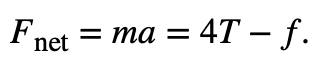 F_net = ma = 4T − f.